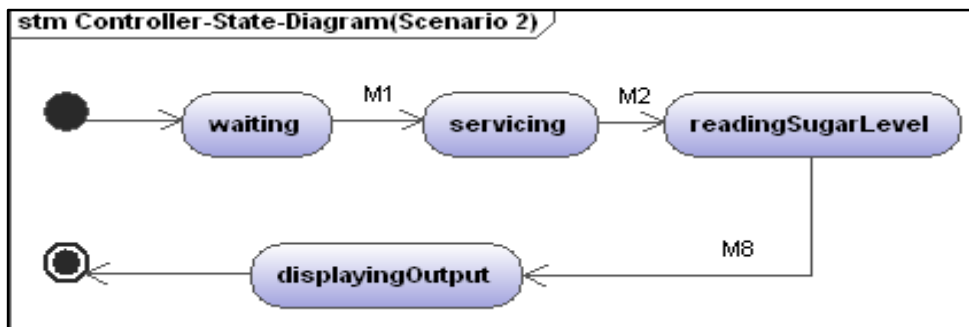 stm Controller-State-Diagram(Scenario 2)
M1
M2
waiting
servicing
readingSugarLevel
M8
displayingOutput